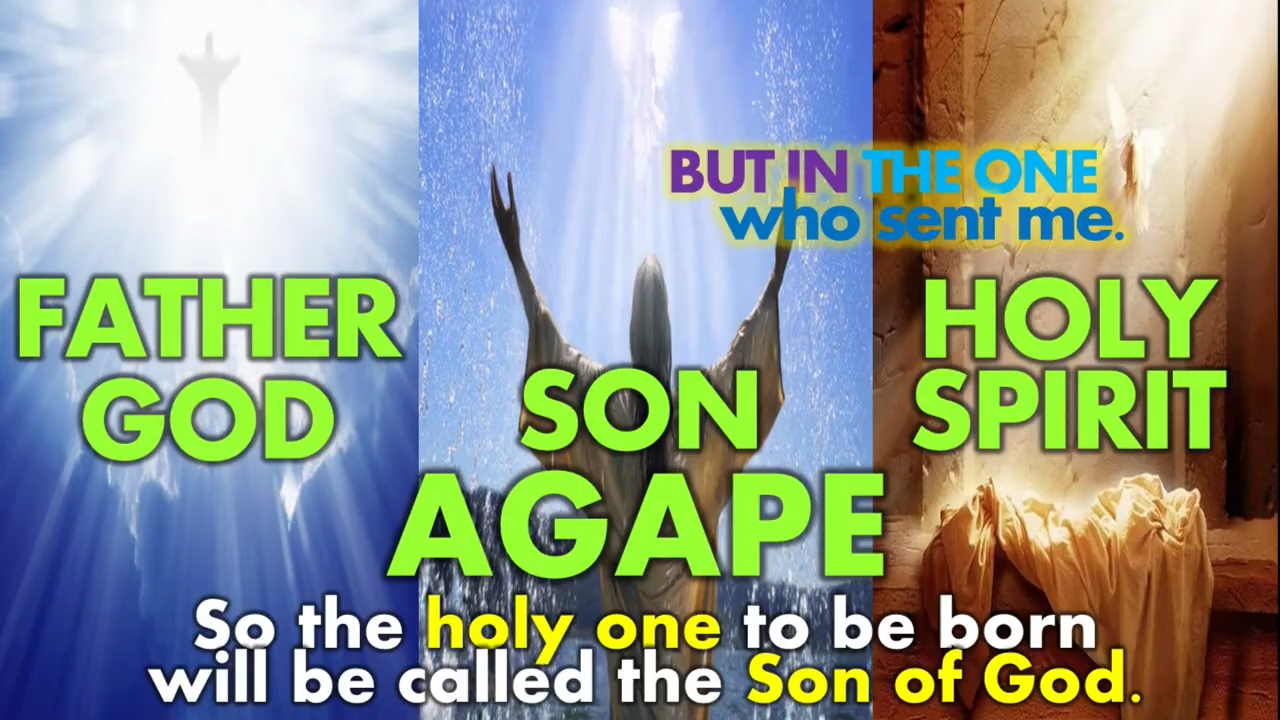 BUT IN THE ONE
who sent me.
FATHER
GOD
HOLY
SPIRIT
SON
AGAPE
So the holy one to be born
will be called the Son of God.